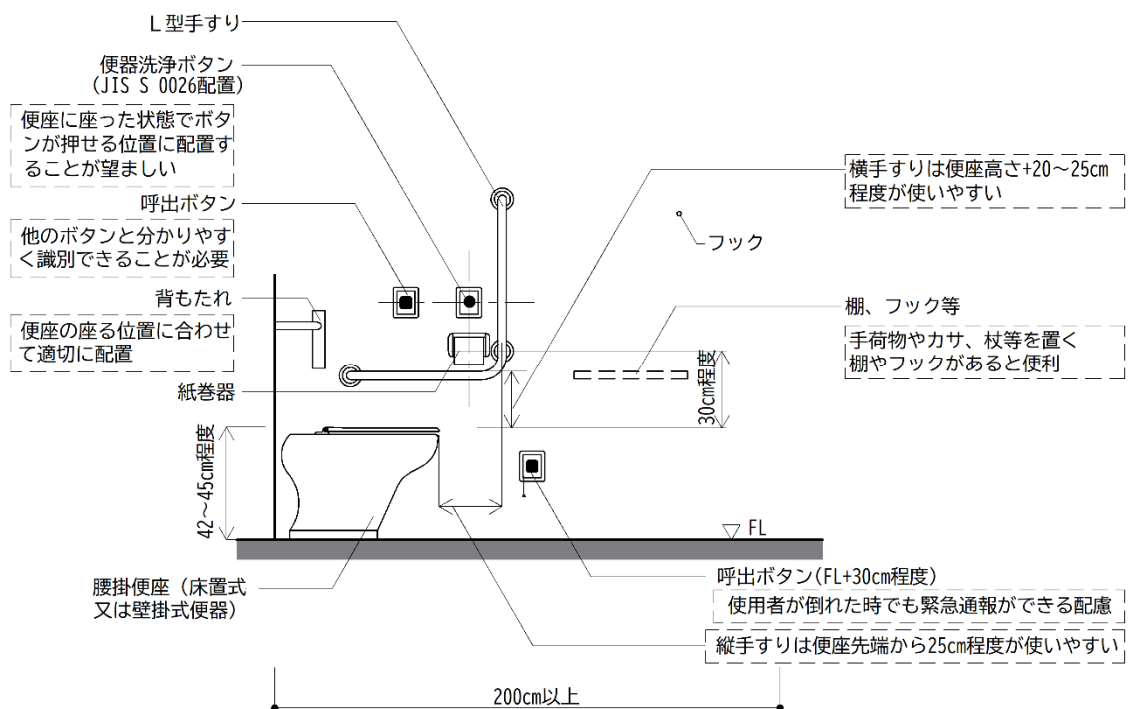 L型手すり
便器洗浄ボタン
(JIS S 0026配置)
便座に座った状態でボタ
ンが押せる位置に配置す
ることが望ましい
呼出ボタン
他のボタンと分かりやす
く識別できることが必要
背もたれ
便座の座る位置に合わせ
て適切に配置
紙巻器
42～45cm程度
腰掛便座（床置式
又は壁掛式便器）
横手すりは便座高さ+20～25cm
程度が使いやすい
フック
棚、フック等
手荷物やカサ、杖等を置く
棚やフックがあると便利
30cm程度
FL
呼出ボタン(FL+30cm程度)
使用者が倒れた時でも緊急通報ができる配慮
縦手すりは便座先端から25cm程度が使いやすい
200cm以上